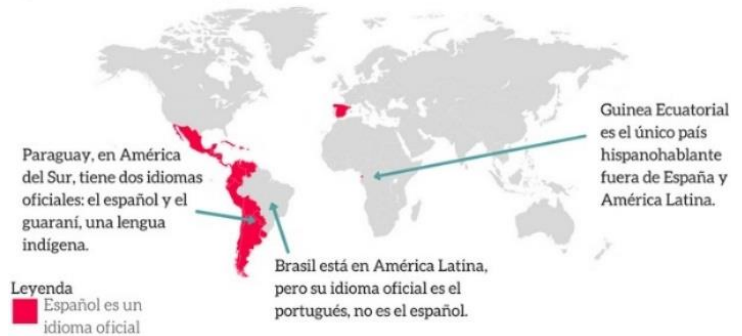 Paraguay, en América
del Sur, tiene dos idiomas
oficiales: el español y el
guaraní, una lengua
indígena.
Guinea Ecuatorial
es el único país
hispanohablante
fuera de España y
América Latina.
Brasil está en América Latina,
pero su idioma oficial es el
portugués, no es el español.
Leyenda
Español es un
idioma oficial